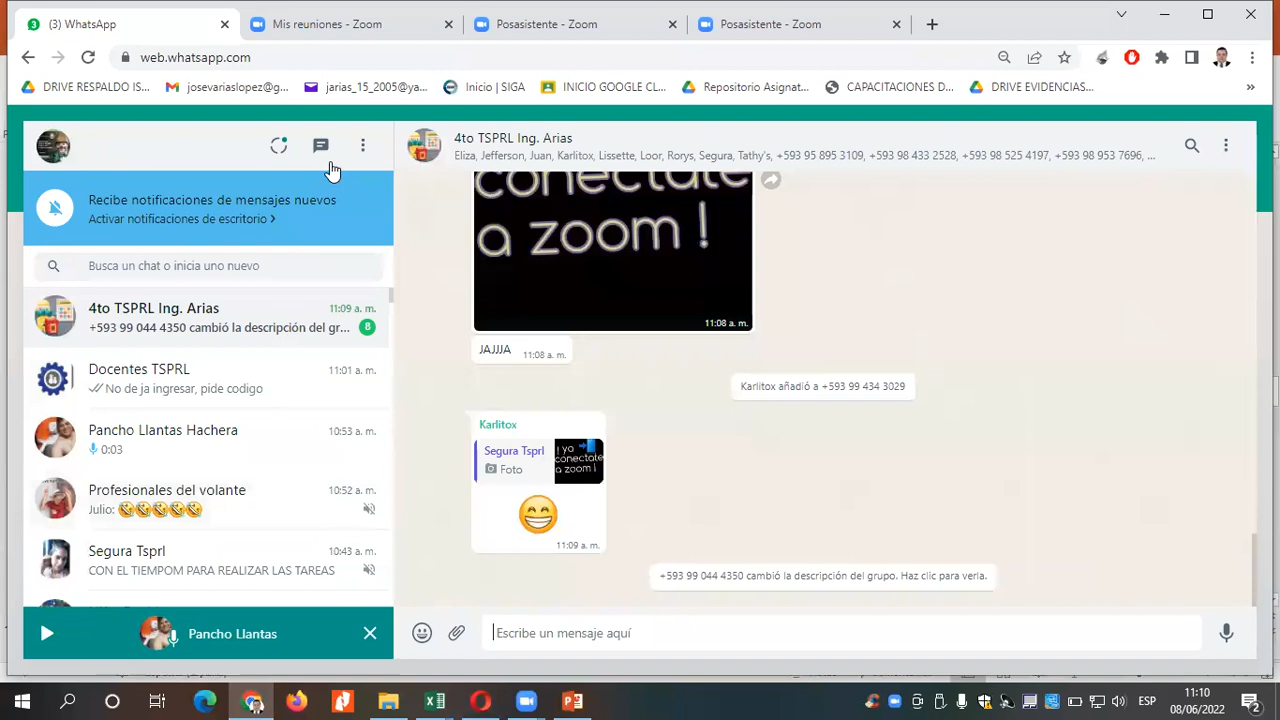 (3) WhatsApp
Mis reuniones - Zoom
Posasistente - Zoom
Posasistente - Zoom
web.whatsapp.com
DRIVE RESPALDO IS...
josevariaslopez@g...
jarias_15_2005@ya...
Inicio | SIGA
INICIO GOOGLE CL...
Repositorio Asignat...
CAPACITACIONES D...
DRIVE EVIDENCIAS...
»
4to TSPRL Ing. Arias
Eliza, Jefferson, Juan, Karlitox, Lissette, Loor, Rorys, Segura, Tathy's, +593 95 895 3109, +593 98 433 2528, +593 98 525 4197, +593 98 953 7696, ...
Recibe notificaciones de mensajes nuevos
Activar notificaciones de escritorio >
Busca un chat o inicia uno nuevo
4to TSPRL Ing. Arias 11:09 a. m.
+593 99 044 4350 cambió la descripción del gr... 8
Docentes TSPRL 11:01 a. m.
No de ja ingresar, pide codigo
Pancho Llantas Hachera 10:53 a. m.
0:03
Profesionales del volante 10:52 a. m.
Julio:
Segura Tsprl 10:43 a. m.
CON EL TIEMPOM PARA REALIZAR LAS TAREAS
Pancho Llantas
conectate
a zoom !
11:08 a. m.
JAJJJA 11:08 a. m.
Karlitox añadió a +593 99 434 3029
Karlitox
Segura Tsprl
Foto
! ya
conectate
a zoom !
11:09 a. m.
+593 99 044 4350 cambió la descripción del grupo. Haz clic para verla.
Escribe un mensaje aquí
ESP
11:10
08/06/2022
2